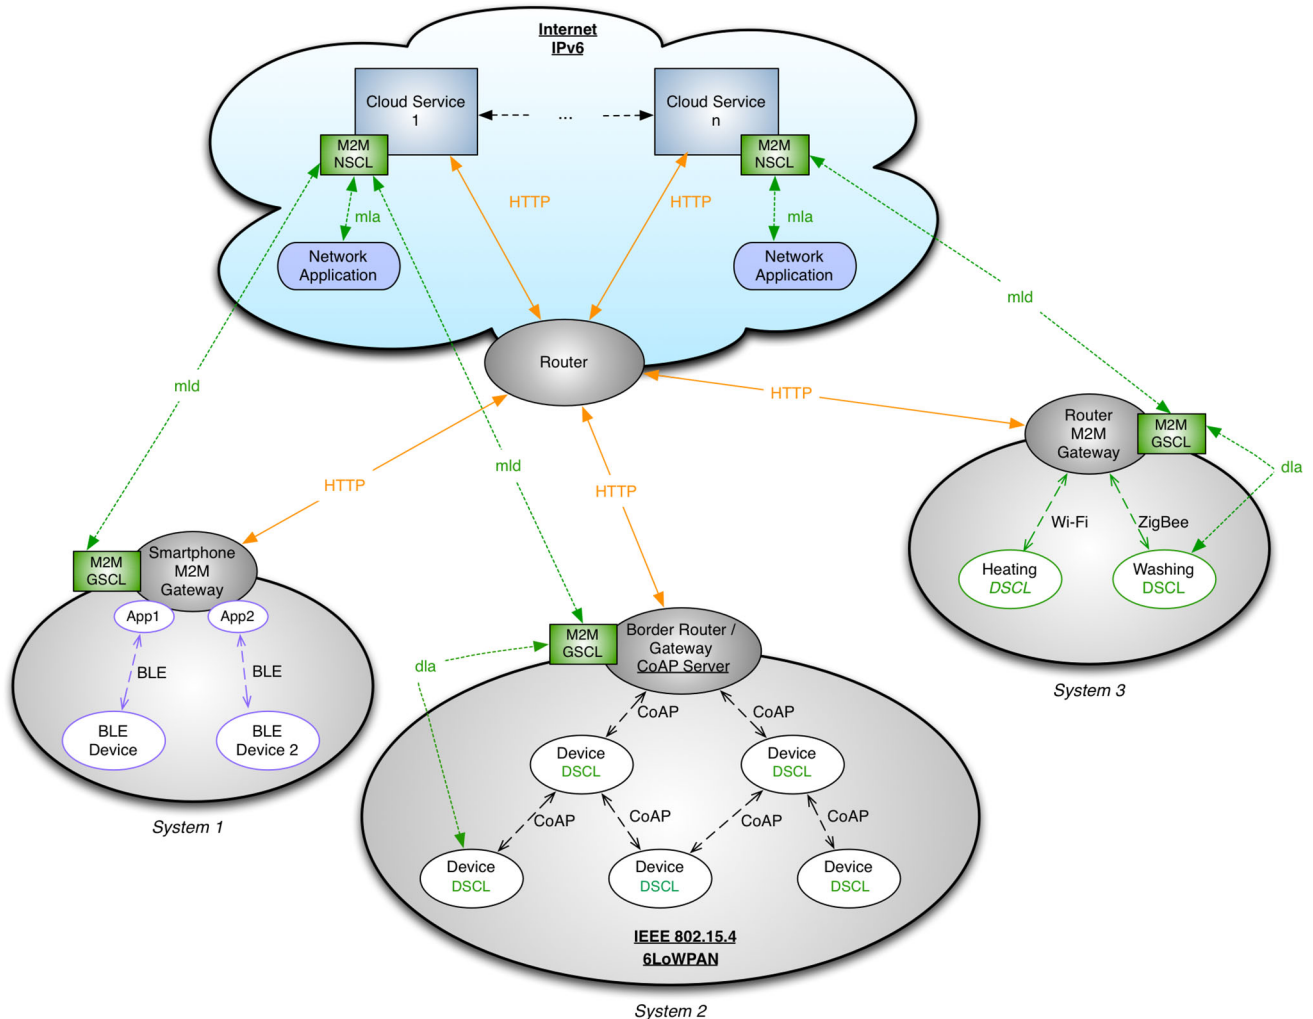 Internet
IPv6
Cloud Service
1
...
Cloud Service
n
M2M
NSCL
M2M
NSCL
HTTP
HTTP
mla
mla
Network
Application
Network
Application
mld
Router
mld
HTTP
mld
HTTP
HTTP
Router
M2M
Gateway
M2M
GSCL
dla
Wi-Fi
ZigBee
Heating
DSCL
Washing
DSCL
System 3
M2M
GSCL
Smartphone
M2M
Gateway
App1
App2
BLE
BLE
BLE
Device
BLE
Device 2
System 1
M2M
GSCL
Border Router /
Gateway
CoAP Server
dla
CoAP
CoAP
Device
DSCL
Device
DSCL
CoAP
CoAP
CoAP
CoAP
Device
DSCL
Device
DSCL
Device
DSCL
IEEE 802.15.4
6LoWPAN
System 2